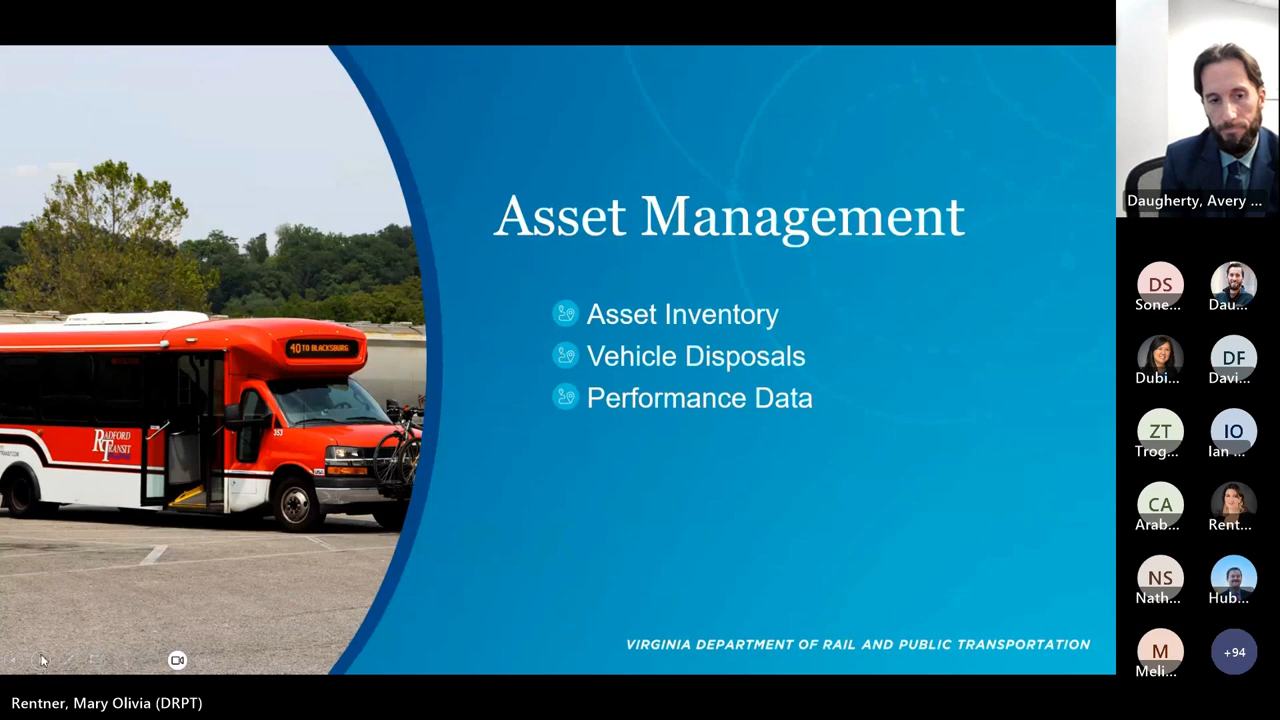 Asset Management
Asset Inventory
Vehicle Disposals
Performance Data
VIRGINIA DEPARTMENT OF RAIL AND PUBLIC TRANSPORTATION
40 TO BLACKSBURG
RADFORD
TRANSIT
353
Daugherty, Avery ...
DS
Sone...
Dau...
Dubi...
DF
Davi...
ZT
Trog...
IO
Ian ...
CA
Arab...
Rent...
NS
Nath...
Hub...
M
Meli...
+94
Rentner, Mary Olivia (DRPT)